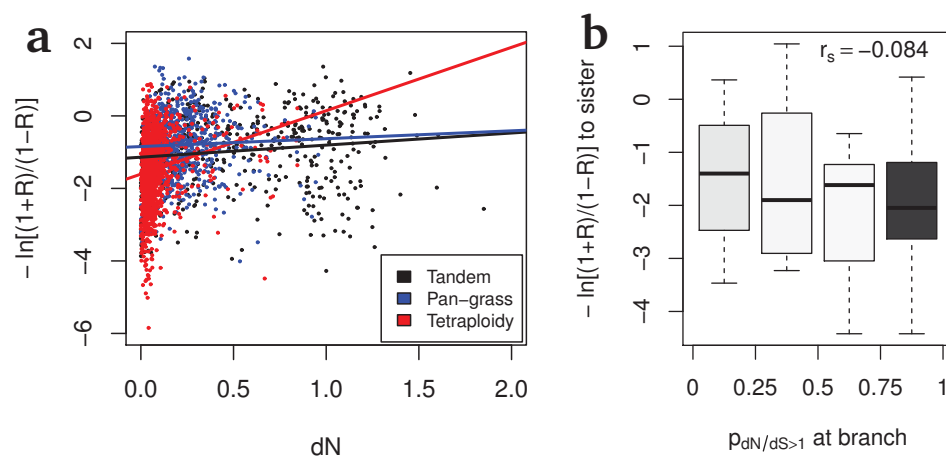 a
− ln[(1+R)/(1−R)]
2
0
−2
−4
−6
Tandem
Pan−grass
Tetraploidy
0.0 0.5 1.0 1.5 2.0
dN
b
− ln[(1+R)/(1−R)] to sister
rs = −0.084
1
0
−1
−2
−3
−4
0 0.25 0.5 0.75 1
pdN/dS>1 at branch